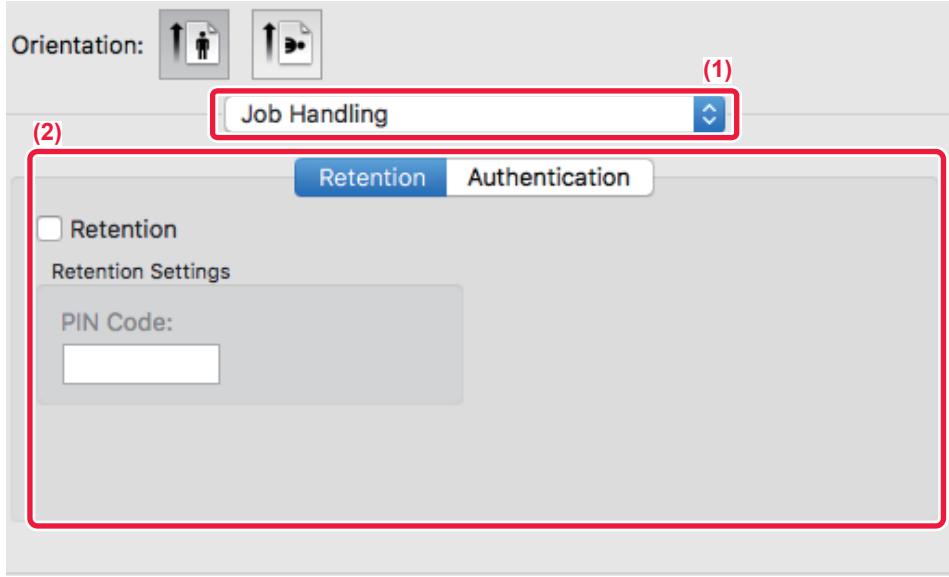 Orientation:
(1)
Job Handling
(2)
Retention Authentication
Retention
Retention Settings
PIN Code: